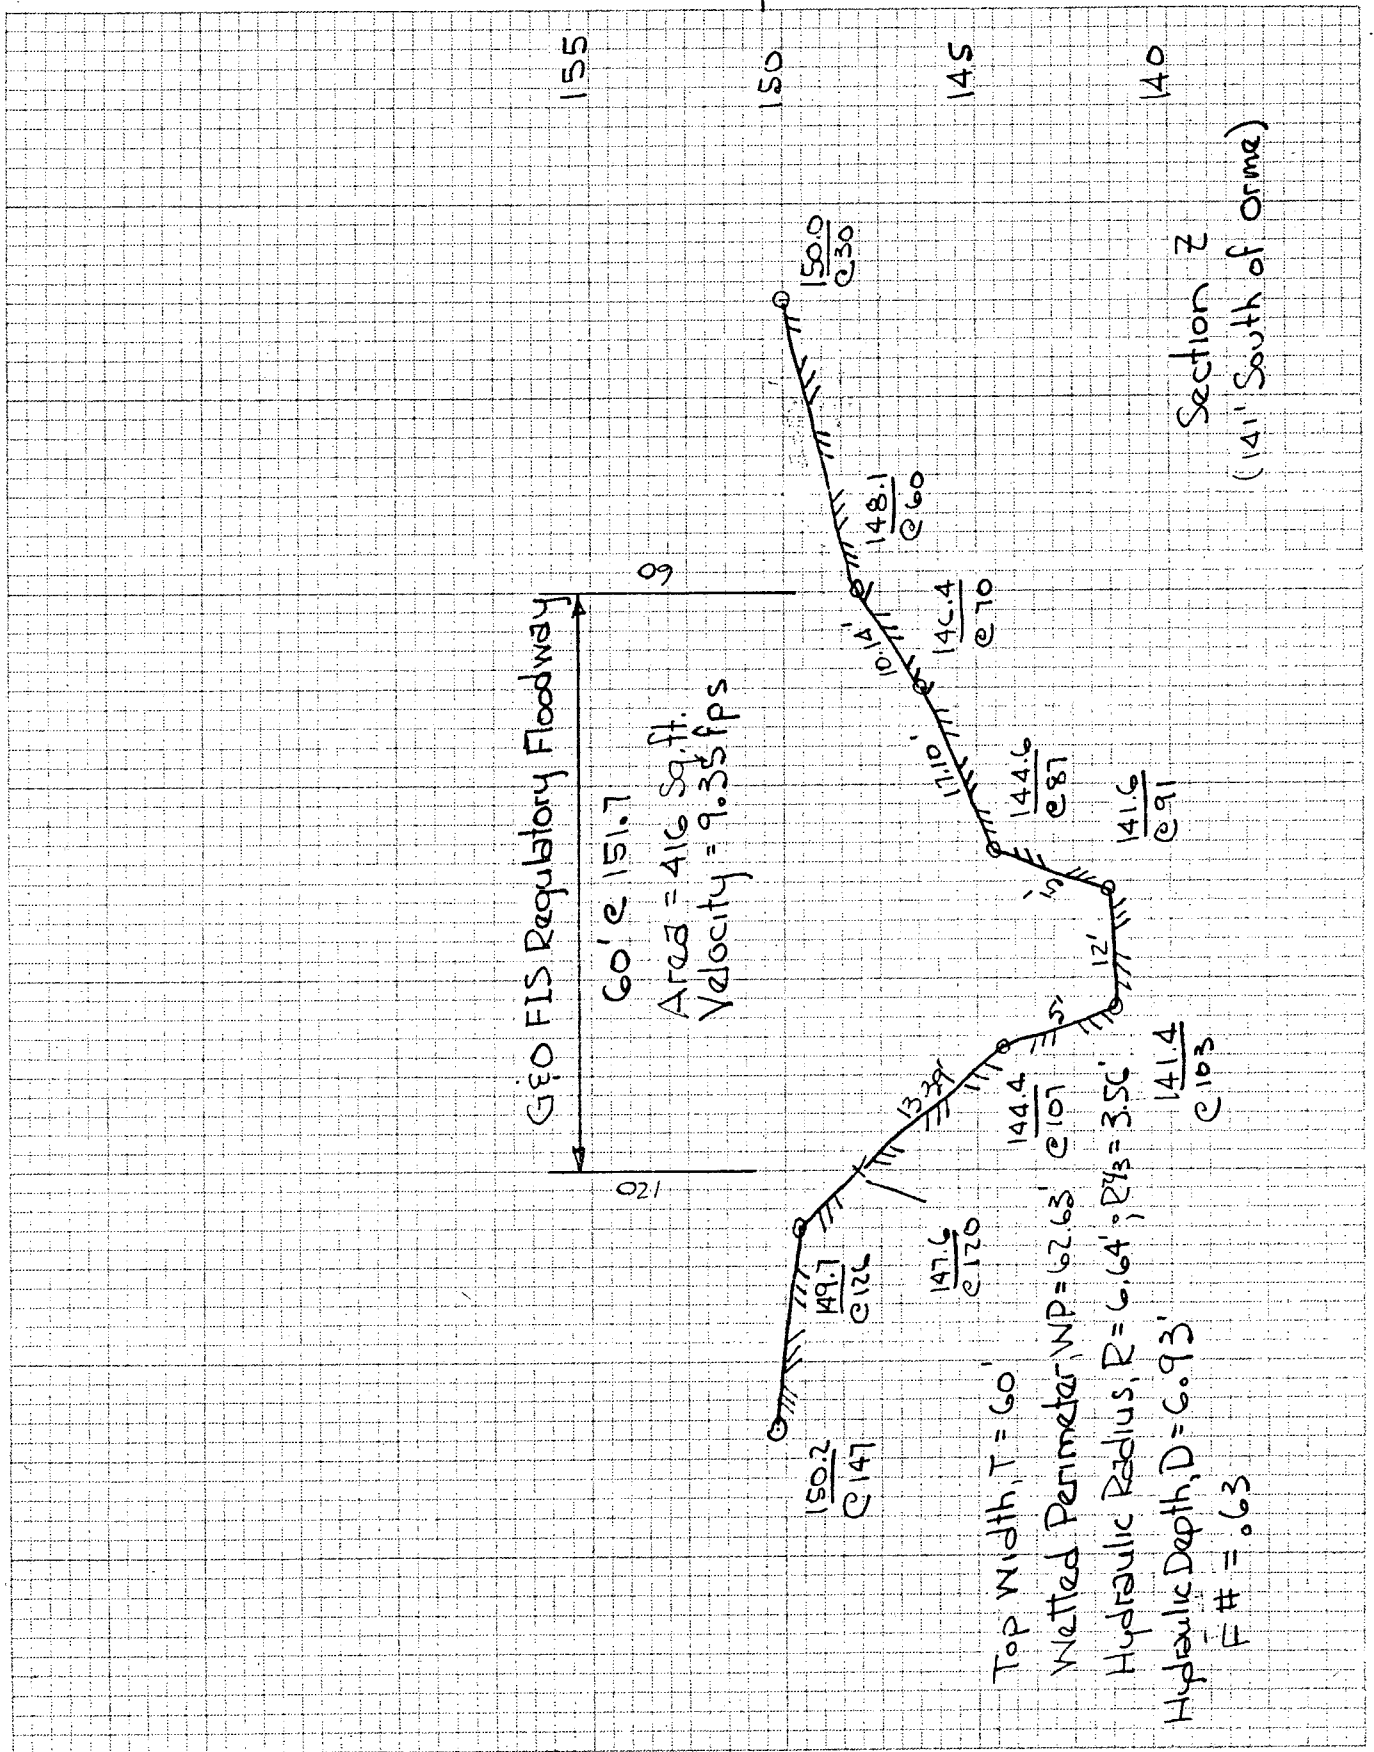 155
150
145
140
GEO FIS Regulatory Floodway
60' @ 151.7
Area = 416 Sq. ft.
Velocity = 9.35 fps
120
60
150.2
@147
149.7
@126
147.6
@120
13.39'
144.4
@107
5'
141.4
@103
12'
141.6
@91
5'
144.6
@87
17.10'
146.4
@70
10.14'
148.1
@60
150.0
@30
Top Width, T = 60'
Wetted Perimeter, WP = 62.63'
Hydraulic Radius, R = 6.64'; R⅔ = 3.56'
Hydraulic Depth, D = 6.93'
F# = .63
Section Z
(141' South of Orme)